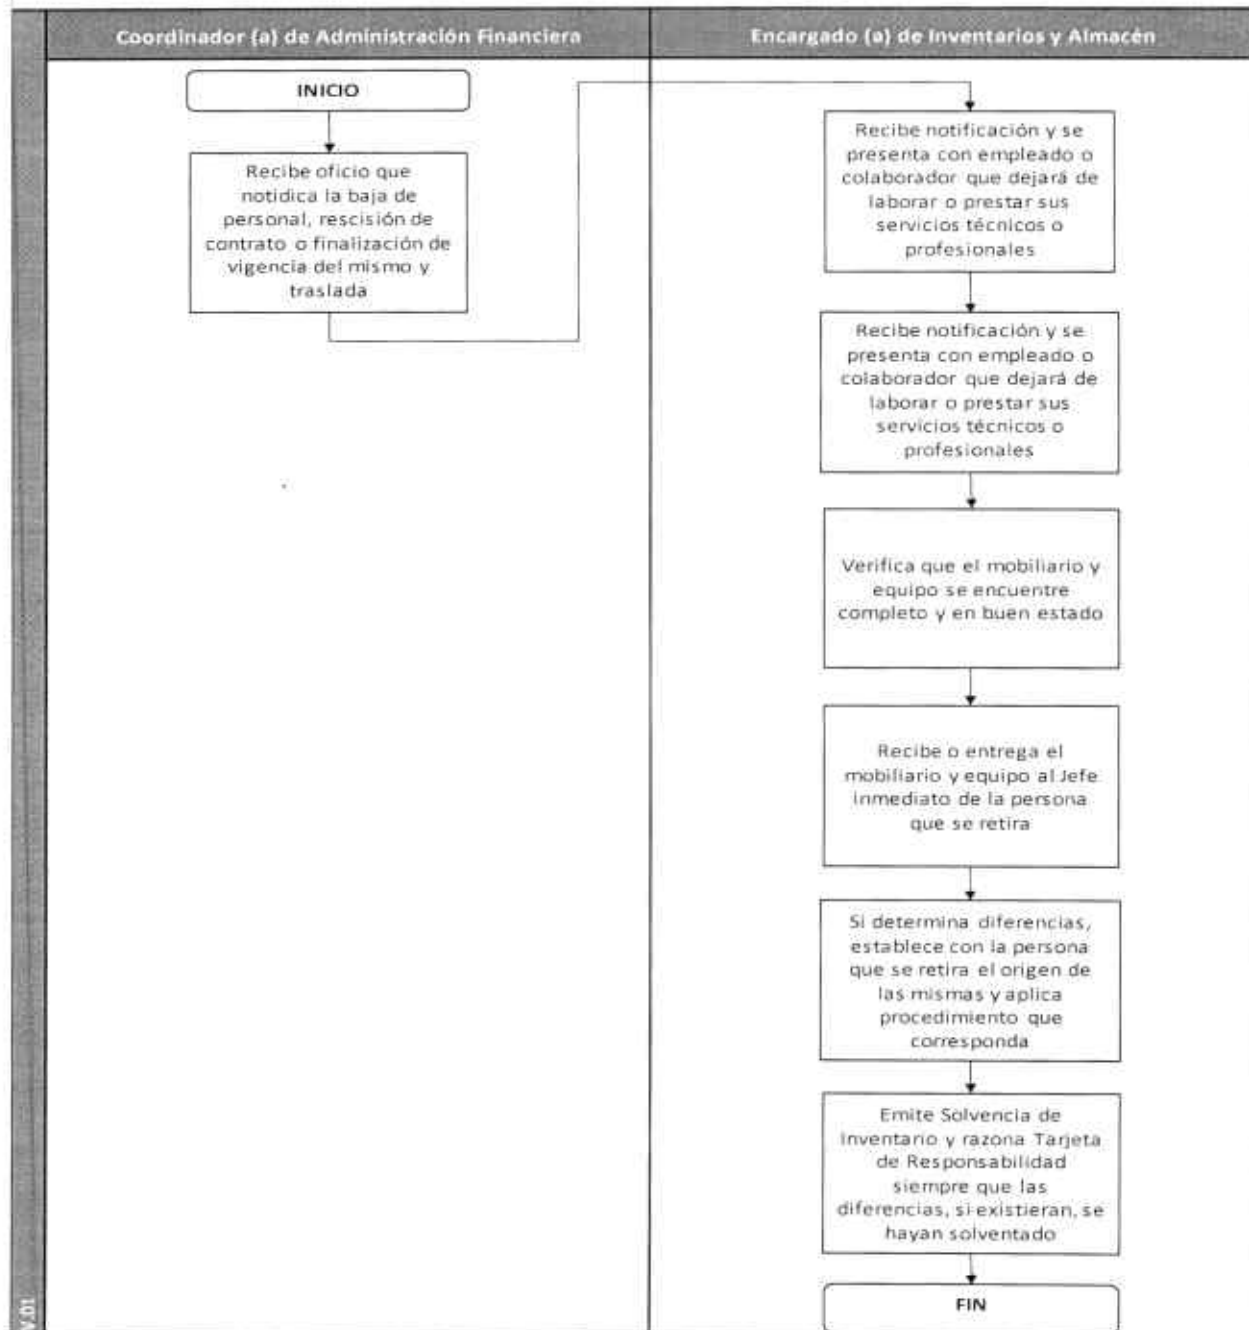 Coordinador (a) de Administración Financiera
Encargado (a) de Inventarios y Almacén
INICIO
Recibe oficio que
notidica la baja de
personal, rescisión de
contrato o finalización de
vigencia del mismo y
traslada
Recibe notificación y se
presenta con empleado o
colaborador que dejará de
laborar o prestar sus
servicios técnicos o
profesionales
Recibe notificación y se
presenta con empleado o
colaborador que dejará de
laborar o prestar sus
servicios técnicos o
profesionales
Verifica que el mobiliario y
equipo se encuentre
completo y en buen estado
Recibe o entrega el
mobiliario y equipo al Jefe
inmediato de la persona
que se retira
Si determina diferencias,
establece con la persona
que se retira el origen de
las mismas y aplica
procedimiento que
corresponda
Emite Solvencia de
Inventario y razona Tarjeta
de Responsabilidad
siempre que las
diferencias, si existieran, se
hayan solventado
FIN
V.01